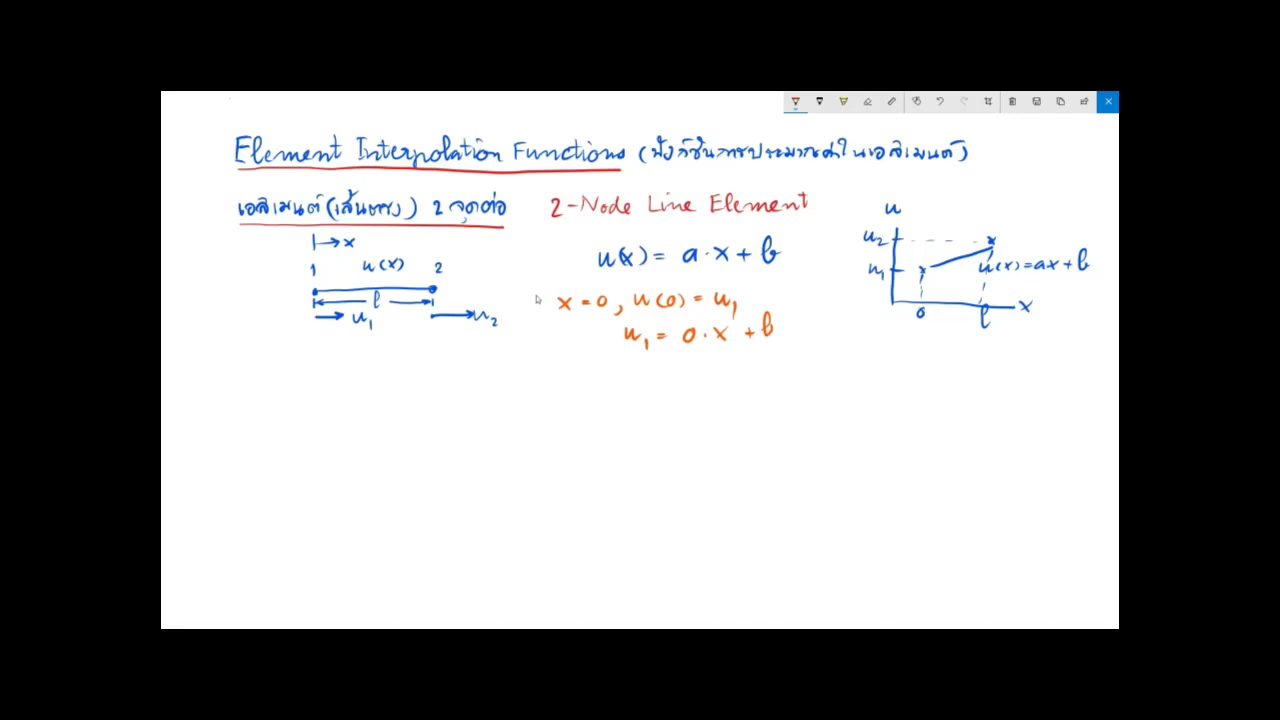 Element Interpolation Functions (ฟังก์ชันการประมาณค่าในเอลิเมนต์)
เอลิเมนต์(เส้นตรง) 2 จุดต่อ
2-Node Line Element
x
1 u(x) 2
l
u₁ u₂
u(x) = a·x + b
x = 0, u(0) = u₁
u₁ = 0·x + b
u
u₂
u₁
u(x)=ax+b
0 l x